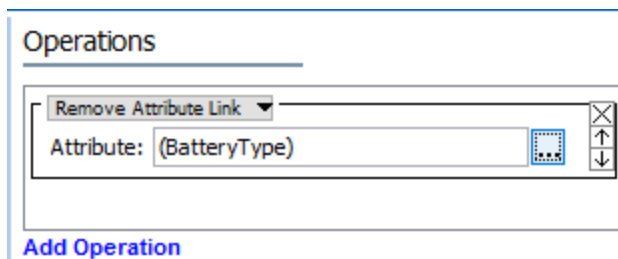 Operations
Remove Attribute Link
Attribute: (BatteryType) ...
Add Operation